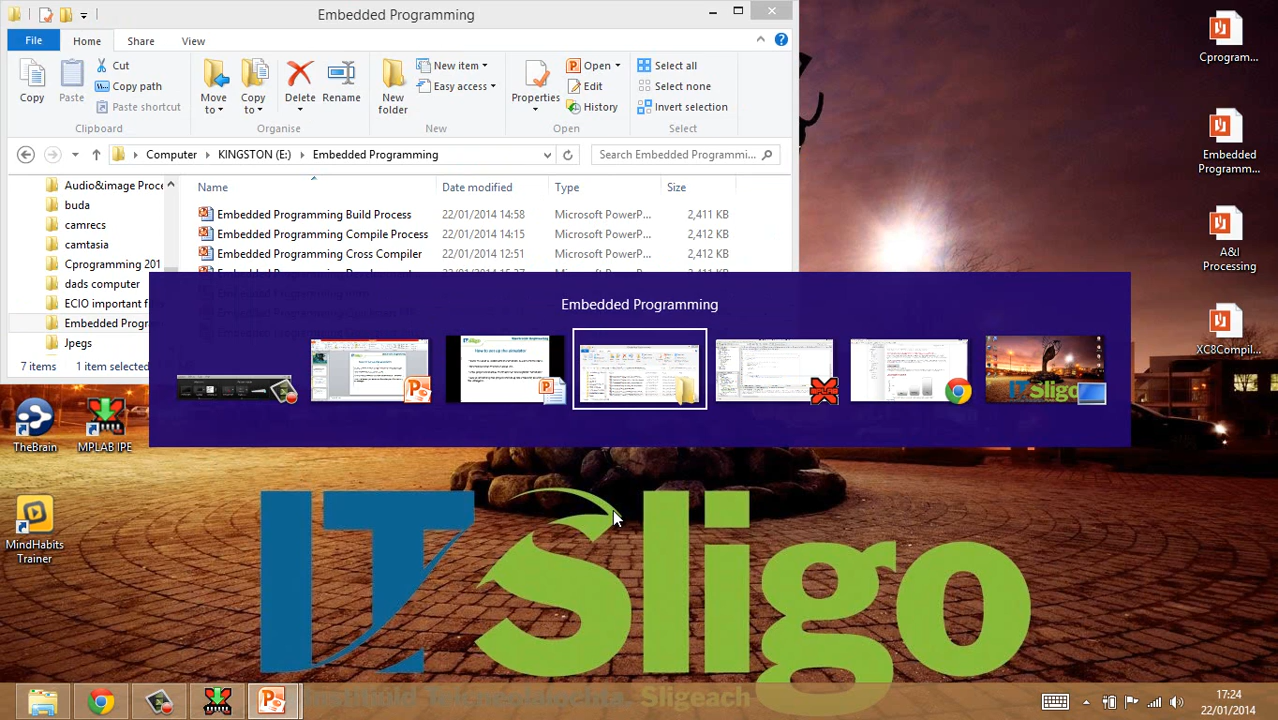 Embedded Programming
File Home Share View
Cut
Copy path
Paste shortcut
Copy
Paste
Clipboard
Move to
Copy to
Delete
Rename
Organise
New folder
New item
Easy access
New
Properties
Open
Edit
History
Open
Select all
Select none
Invert selection
Select
Computer KINGSTON (E:) Embedded Programming
Search Embedded Programmi...
Audio&image Proce
buda
camrecs
camtasia
Cprogramming 201
dads computer
ECIO important f
Embedded Progr
Jpegs
Name Date modified Type Size
Embedded Programming Build Process 22/01/2014 14:58 Microsoft PowerP... 2,411 KB
Embedded Programming Compile Process 22/01/2014 14:15 Microsoft PowerP... 2,412 KB
Embedded Programming Cross Compiler 22/01/2014 12:51 Microsoft PowerP... 2,412 KB
7 items 1 item selected
Embedded Programming
How to set up the simulator
Cprogram...
Embedded Programm...
A&I Processing
XC8Compil...
TheBrain
MPLAB IPE
MindHabits Trainer
IT Sligo
Sligeach
17:24
22/01/2014